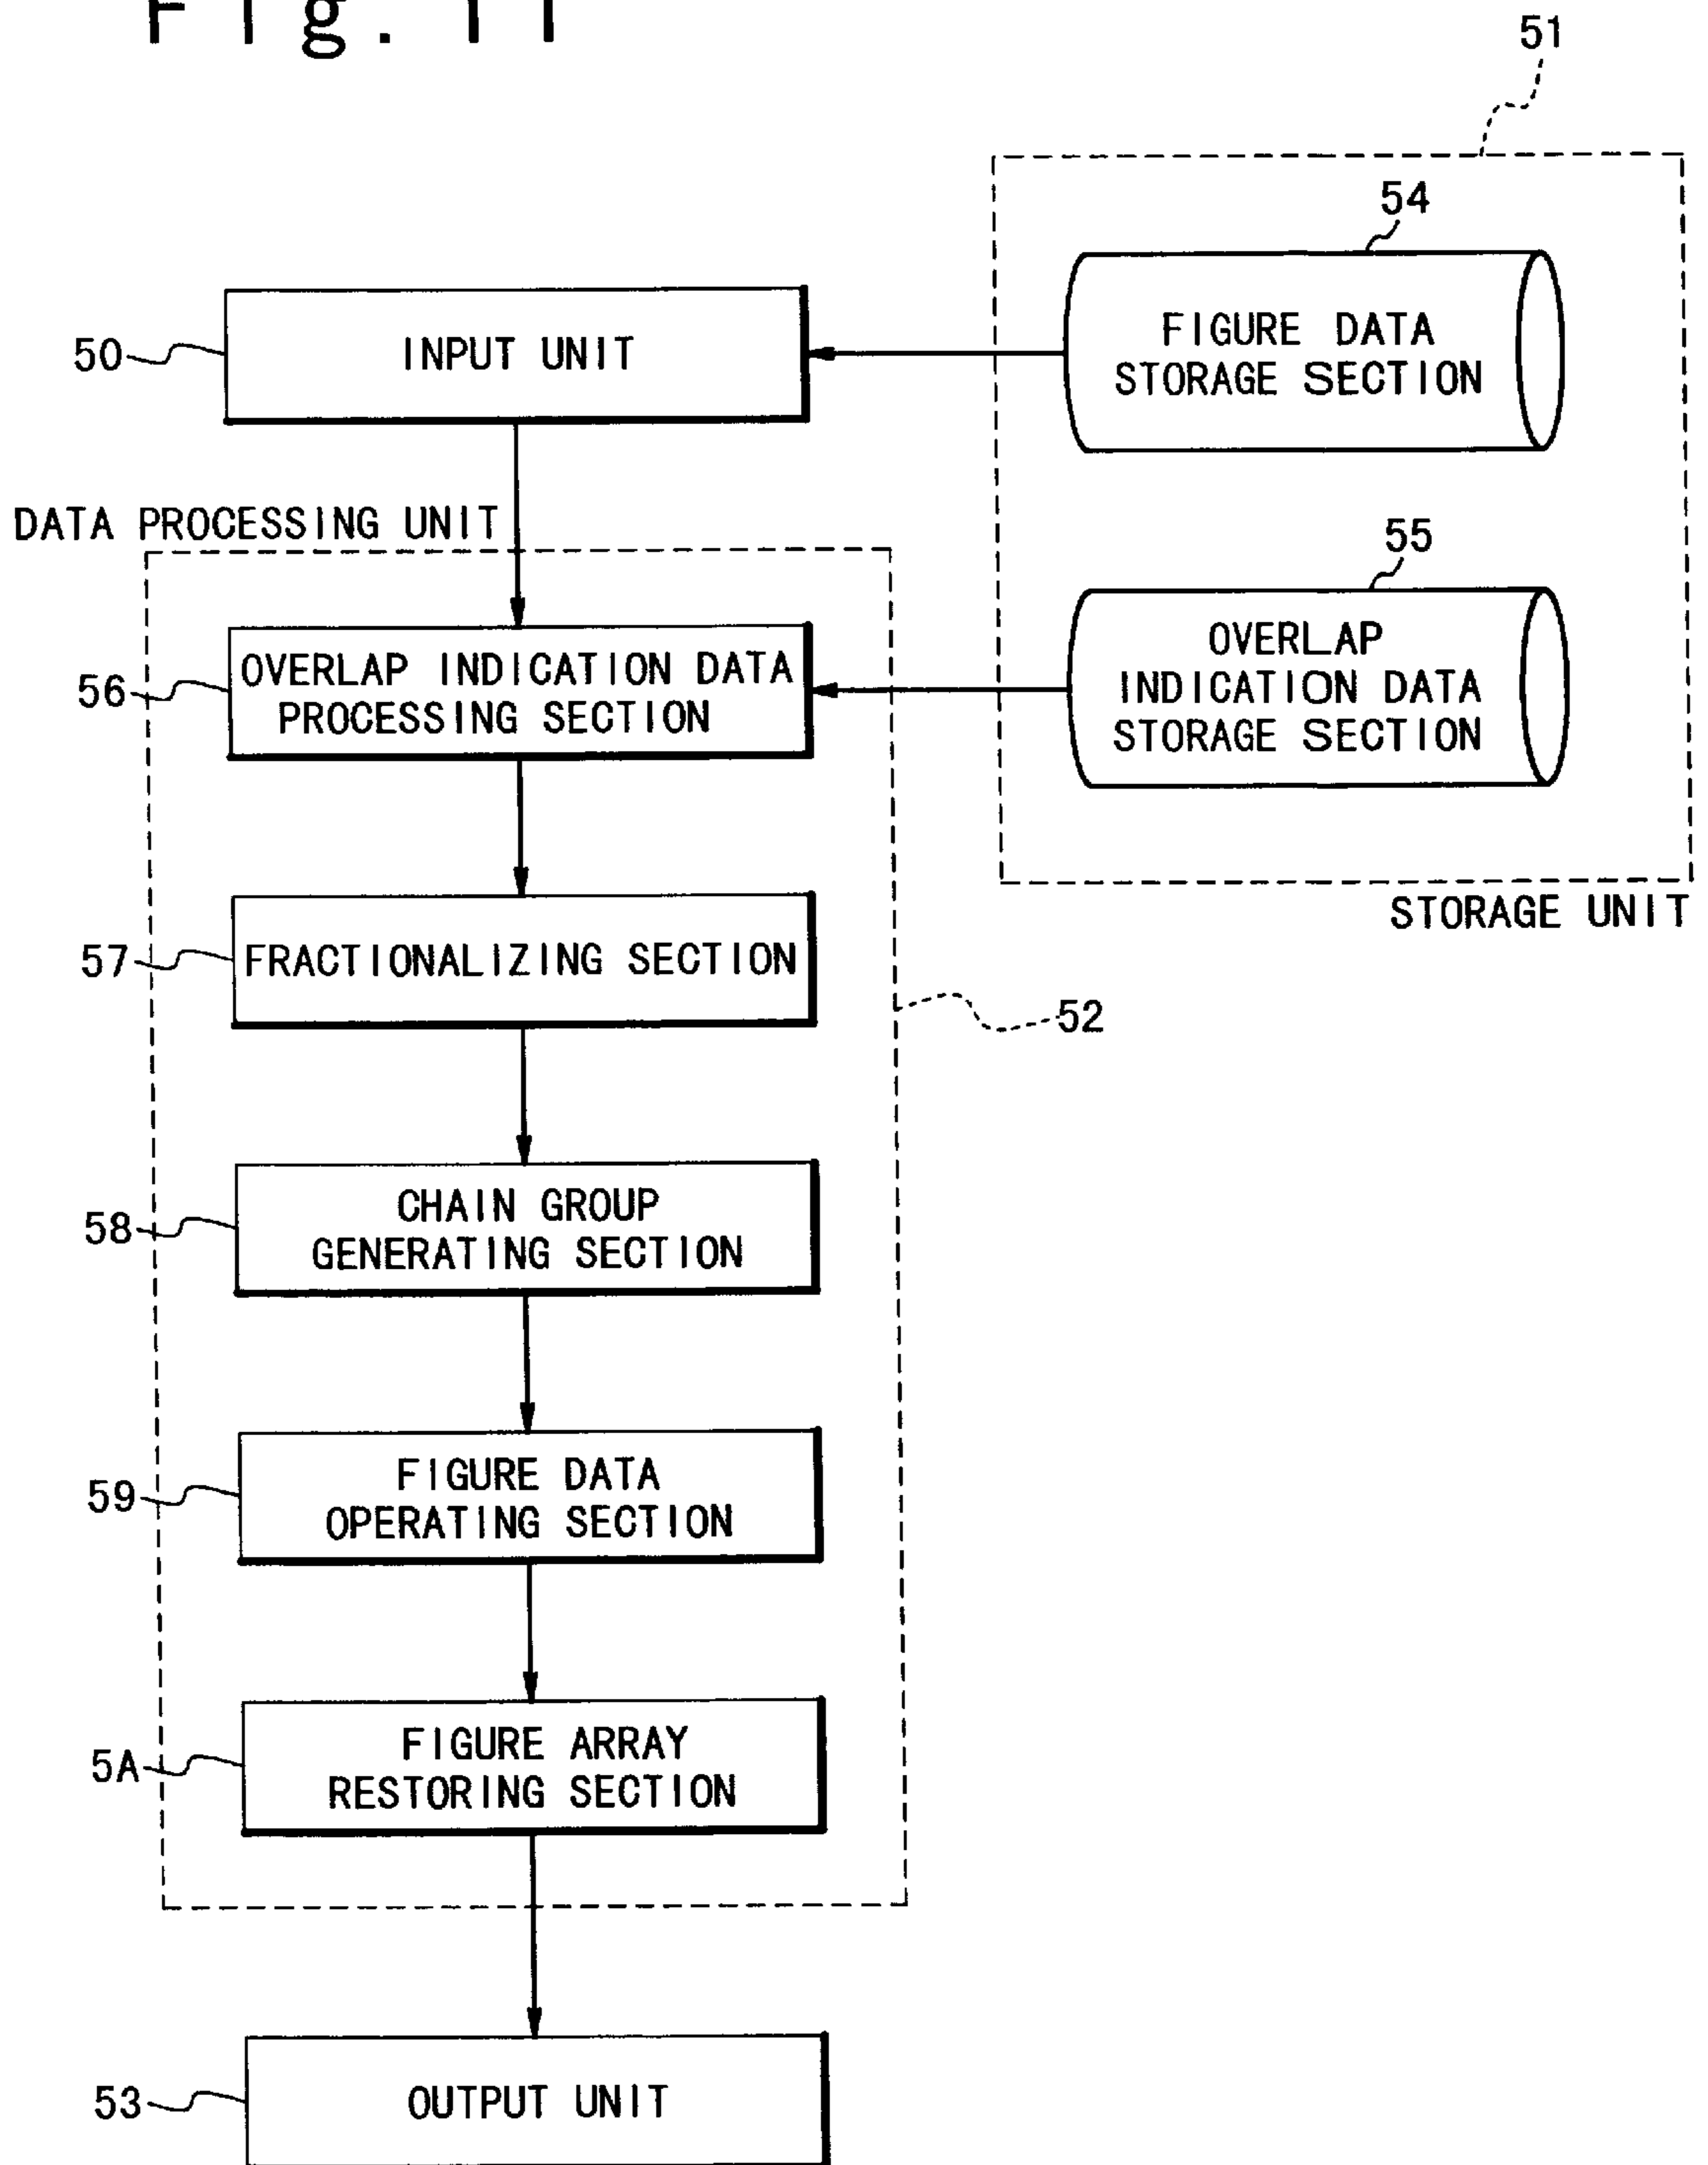 Fig. 11
51
54
FIGURE DATA
STORAGE SECTION
50
INPUT UNIT
DATA PROCESSING UNIT
55
OVERLAP
INDICATION DATA
STORAGE SECTION
56
OVERLAP INDICATION DATA
PROCESSING SECTION
STORAGE UNIT
57
FRACTIONALIZING SECTION
52
58
CHAIN GROUP
GENERATING SECTION
59
FIGURE DATA
OPERATING SECTION
5A
FIGURE ARRAY
RESTORING SECTION
53
OUTPUT UNIT